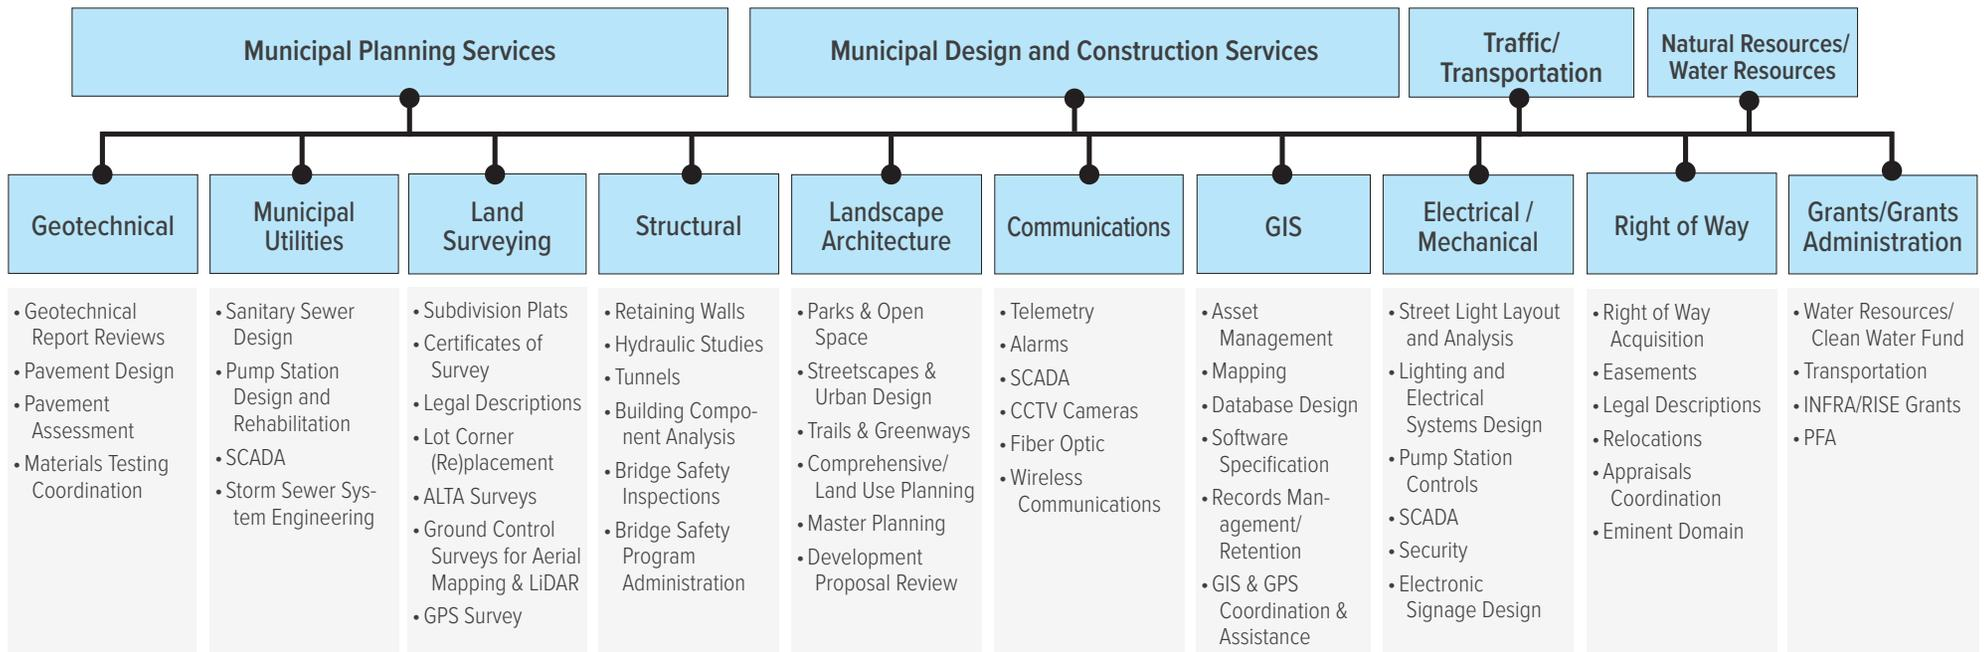 Municipal Planning Services
Municipal Design and Construction Services
Traffic/
Transportation
Natural Resources/
Water Resources
Geotechnical
• Geotechnical
Report Reviews
• Pavement Design
• Pavement
Assessment
• Materials Testing
Coordination
Municipal
Utilities
• Sanitary Sewer
Design
• Pump Station
Design and
Rehabilitation
• SCADA
• Storm Sewer Sys-
tem Engineering
Land
Surveying
• Subdivision Plats
• Certificates of
Survey
• Legal Descriptions
• Lot Corner
(Re)placement
• ALTA Surveys
• Ground Control
Surveys for Aerial
Mapping & LiDAR
• GPS Survey
Structural
• Retaining Walls
• Hydraulic Studies
• Tunnels
• Building Compo-
nent Analysis
• Bridge Safety
Inspections
• Bridge Safety
Program
Administration
Landscape
Architecture
• Parks & Open
Space
• Streetscapes &
Urban Design
• Trails & Greenways
• Comprehensive/
Land Use Planning
• Master Planning
• Development
Proposal Review
Communications
• Telemetry
• Alarms
• SCADA
• CCTV Cameras
• Fiber Optic
• Wireless
Communications
GIS
• Asset
Management
• Mapping
• Database Design
• Software
Specification
• Records Man-
agement/
Retention
• GIS & GPS
Coordination &
Assistance
Electrical /
Mechanical
• Street Light Layout
and Analysis
• Lighting and
Electrical
Systems Design
• Pump Station
Controls
• SCADA
• Security
• Electronic
Signage Design
Right of Way
• Right of Way
Acquisition
• Easements
• Legal Descriptions
• Relocations
• Appraisals
Coordination
• Eminent Domain
Grants/Grants
Administration
• Water Resources/
Clean Water Fund
• Transportation
• INFRA/RISE Grants
• PFA